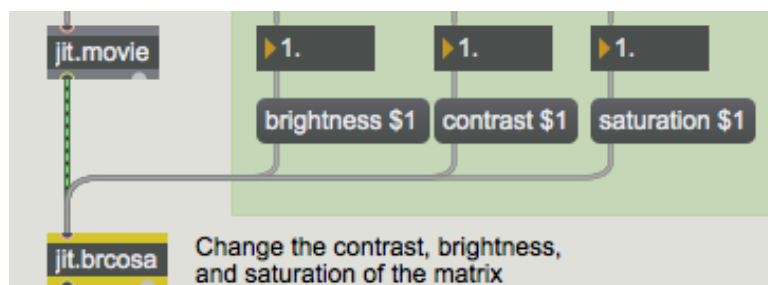 jit.movie
1.
1.
1.
brightness $1
contrast $1
saturation $1
jit.brcosa
Change the contrast, brightness,
and saturation of the matrix